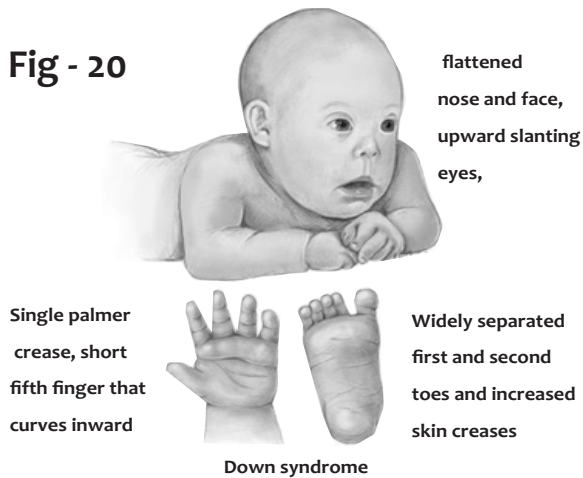 Fig - 20
flattened
nose and face,
upward slanting
eyes,
Single palmer
crease, short
fifth finger that
curves inward
Widely separated
first and second
toes and increased
skin creases
Down syndrome